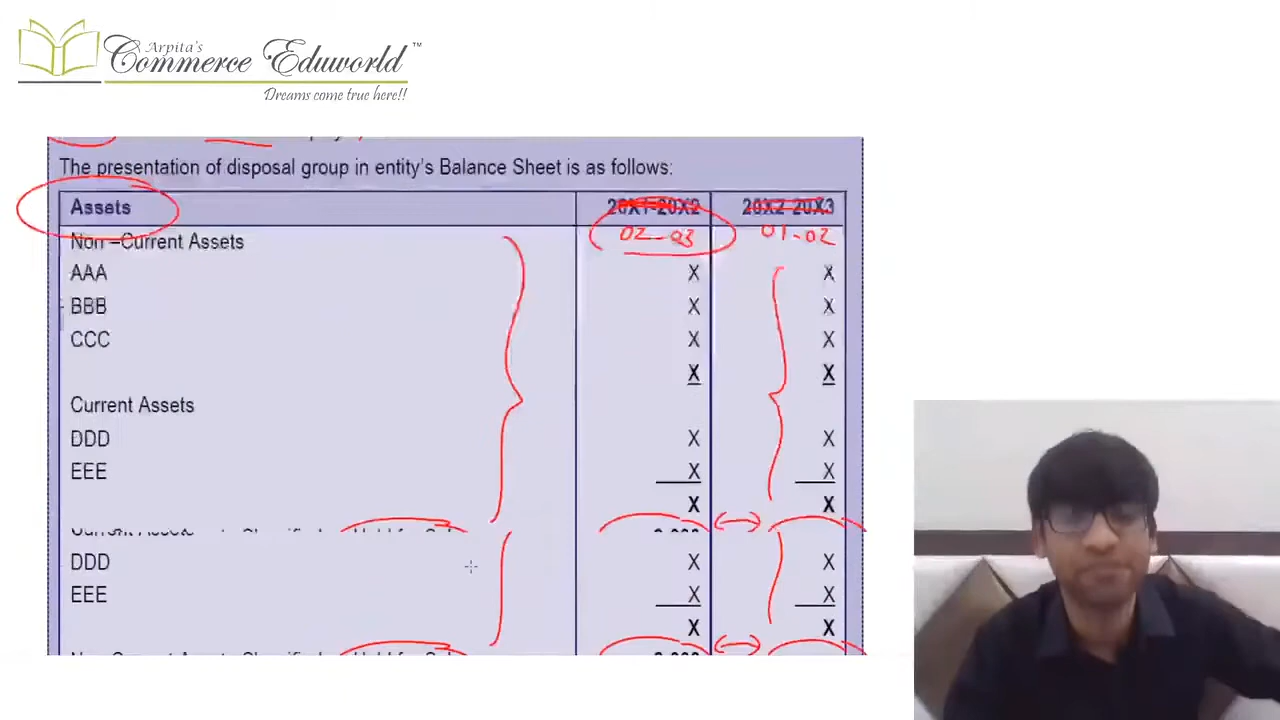 Arpita's
Commerce Eduworld™
Dreams come true here!!
The presentation of disposal group in entity's Balance Sheet is as follows:
Assets 20X1-20X2 20X2-20X3
02-03 01-02
Non –Current Assets
AAA X X
BBB X X
CCC X X
X X
Current Assets
DDD X X
EEE X X
X X
DDD X X
EEE X X
X X